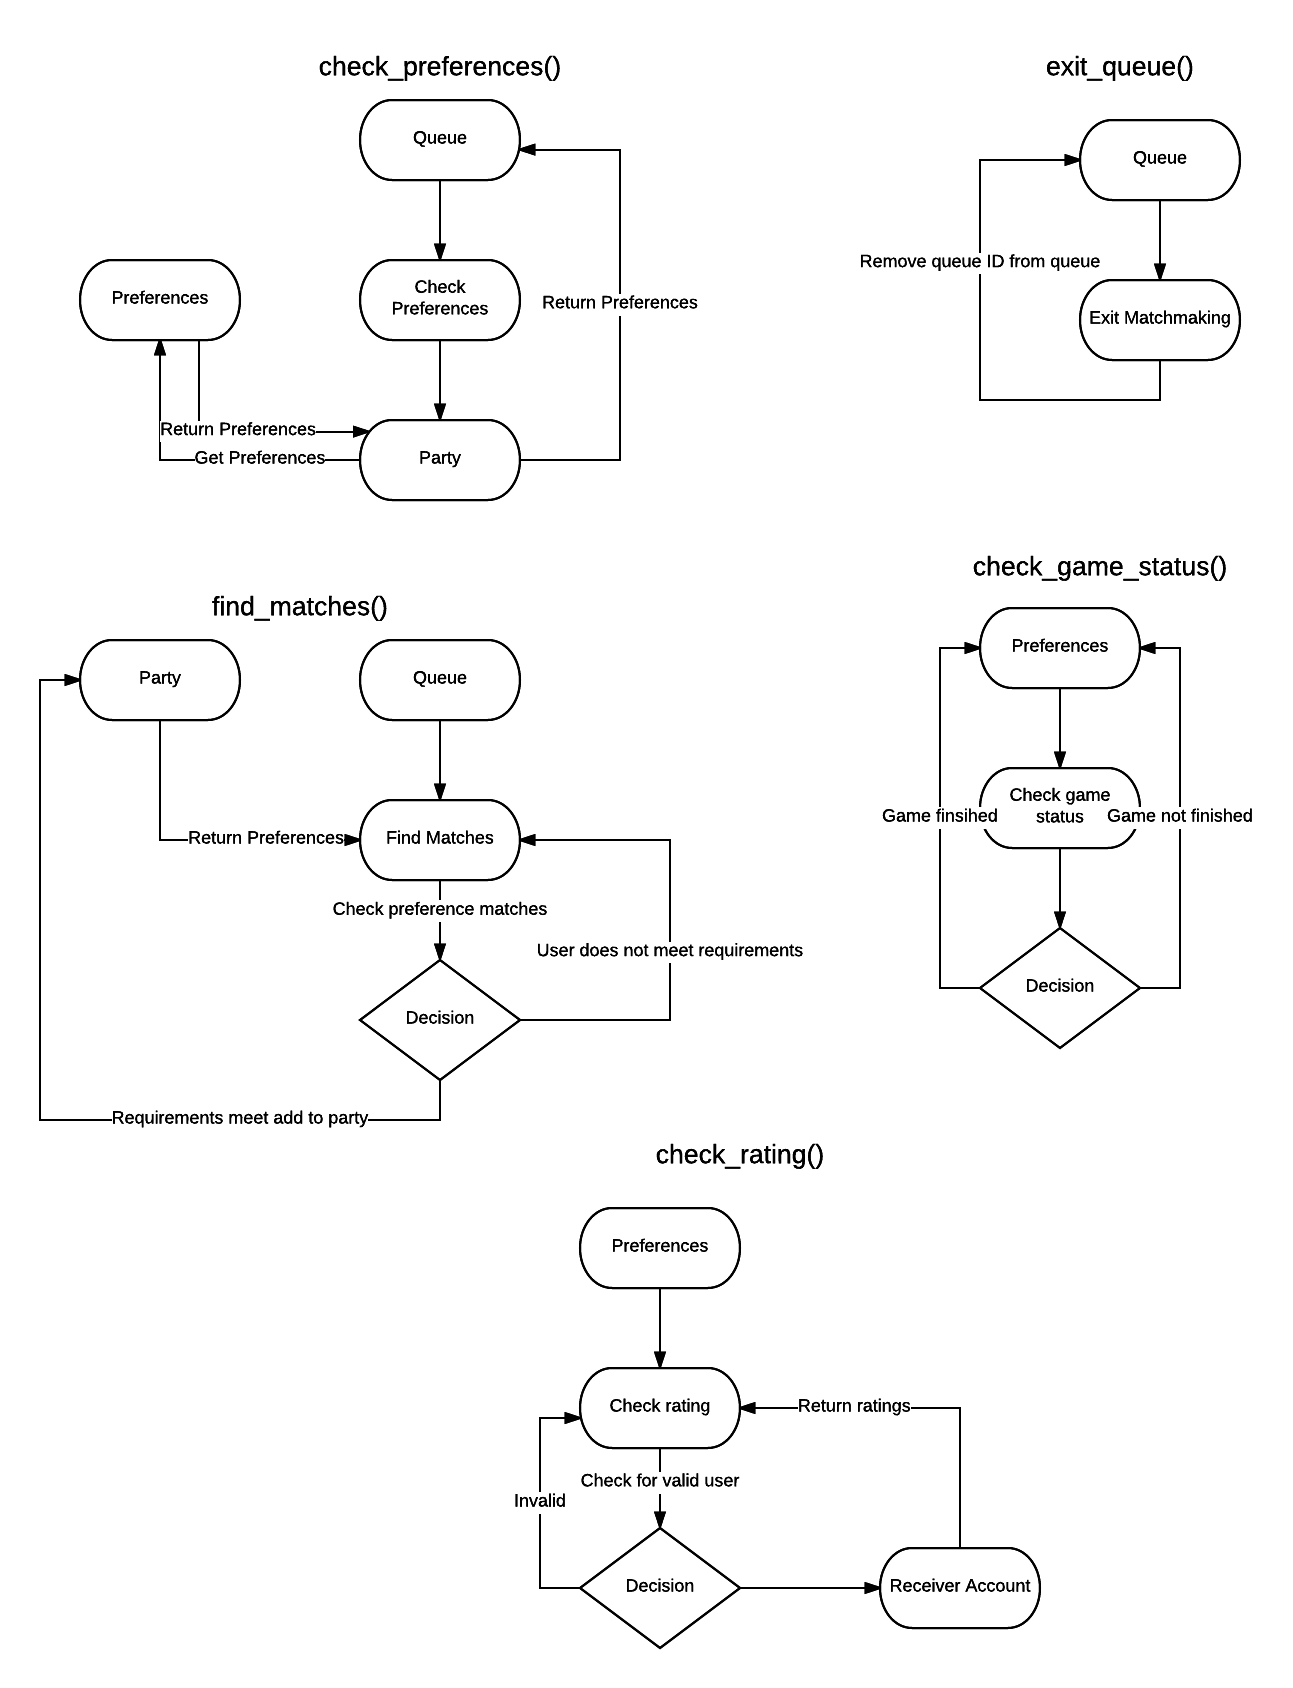 check_preferences()
Queue
Check
Preferences
Preferences
Return Preferences
Return Preferences
Get Preferences
Party
exit_queue()
Queue
Remove queue ID from queue
Exit Matchmaking
find_matches()
Party
Queue
Return Preferences
Find Matches
Check preference matches
User does not meet requirements
Decision
Requirements meet add to party
check_game_status()
Preferences
Check game
status
Game finsihed
Game not finished
Decision
check_rating()
Preferences
Check rating
Return ratings
Check for valid user
Invalid
Decision
Receiver Account